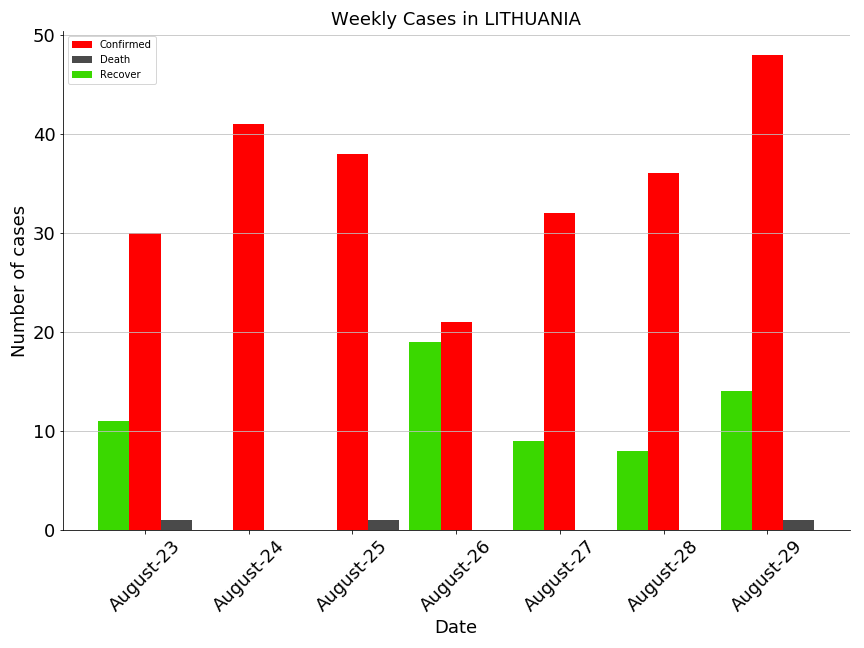 Weekly Cases in LITHUANIA
Confirmed
Death
Recover
50
40
30
20
10
0
Number of cases
August-23
August-24
August-25
August-26
August-27
August-28
August-29
Date